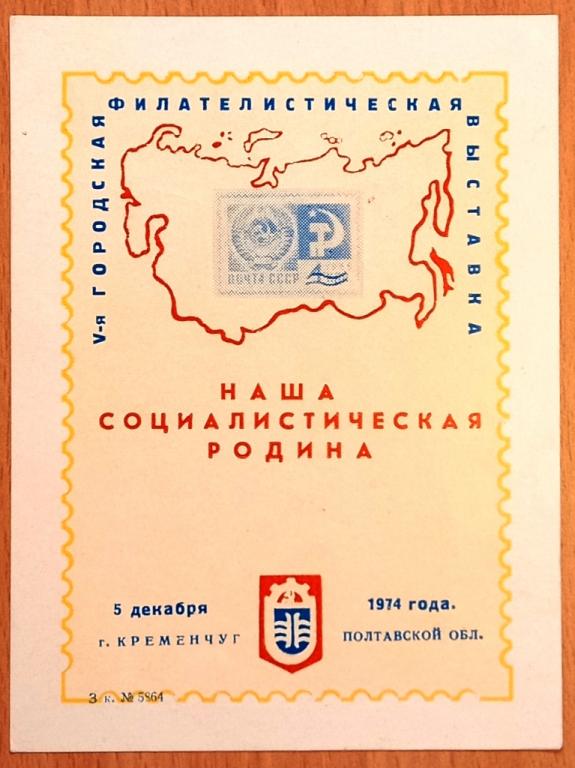 V-я ГОРОДСКАЯ
ФИЛАТЕЛИСТИЧЕСКАЯ
ВЫСТАВКА
ПОЧТА СССР
НАША
СОЦИАЛИСТИЧЕСКАЯ
РОДИНА
5 декабря 1974 года.
г. КРЕМЕНЧУГ ПОЛТАВСКОЙ ОБЛ.
З к. № 5864